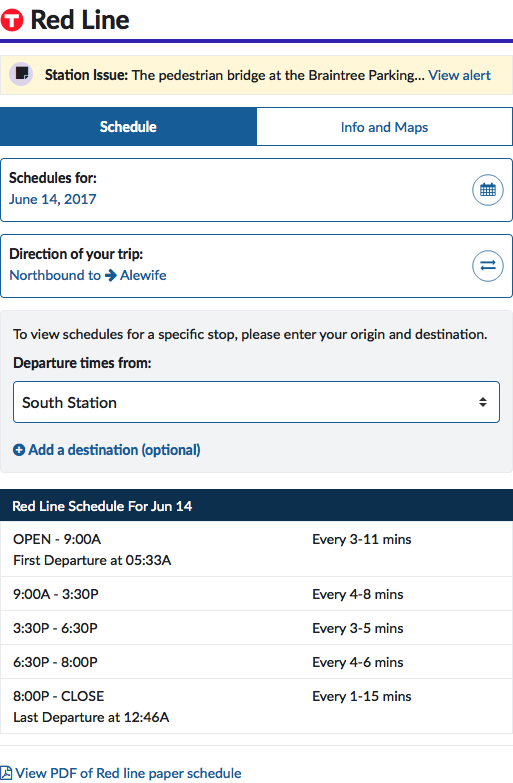 T Red Line
Station Issue: The pedestrian bridge at the Braintree Parking... View alert
Schedule Info and Maps
Schedules for:
June 14, 2017
Direction of your trip:
Northbound to → Alewife
To view schedules for a specific stop, please enter your origin and destination.
Departure times from:
South Station
Add a destination (optional)
Red Line Schedule For Jun 14
OPEN - 9:00A Every 3-11 mins
First Departure at 05:33A
9:00A - 3:30P Every 4-8 mins
3:30P - 6:30P Every 3-5 mins
6:30P - 8:00P Every 4-6 mins
8:00P - CLOSE Every 1-15 mins
Last Departure at 12:46A
View PDF of Red line paper schedule